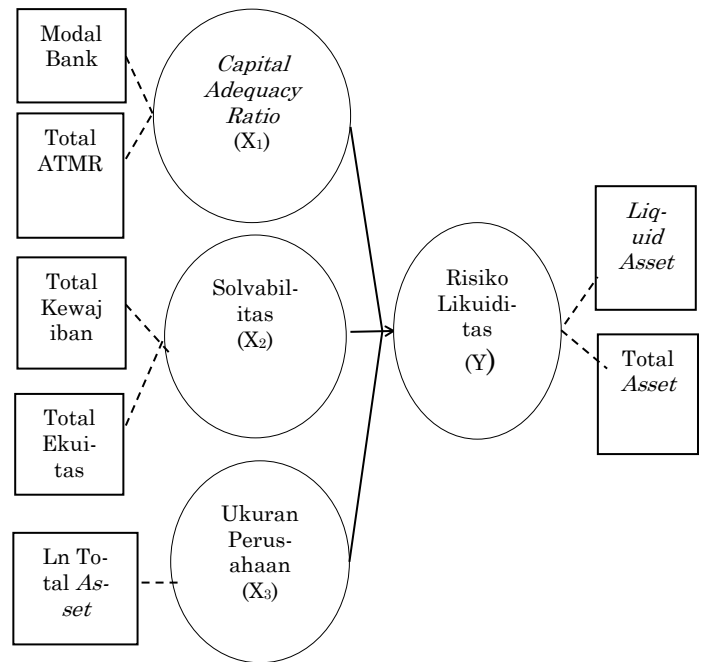 Modal
Bank
Total
ATMR
Capital
Adequacy
Ratio
(X1)
Total
Kewaj
iban
Total
Ekui-
tas
Solvabil-
itas
(X2)
Ln To-
tal As-
set
Ukuran
Perus-
ahaan
(X3)
Risiko
Likuidi-
tas
(Y)
Liq-
uid
Asset
Total
Asset